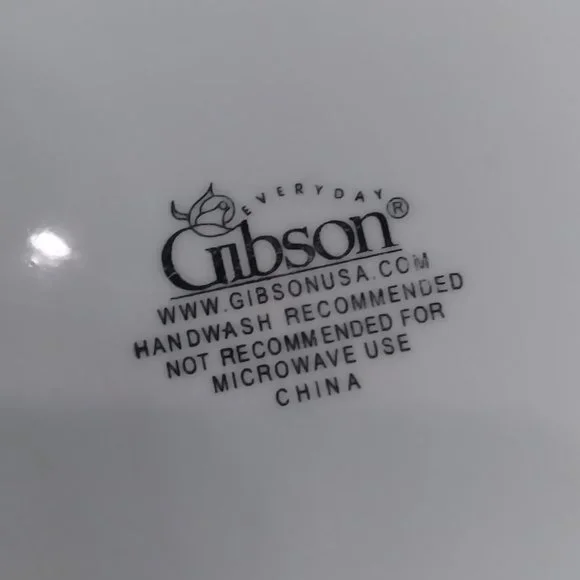 EVERYDAY
Gibson®
WWW.GIBSONUSA.COM
HANDWASH RECOMMENDED
NOT RECOMMENDED FOR
MICROWAVE USE
CHINA